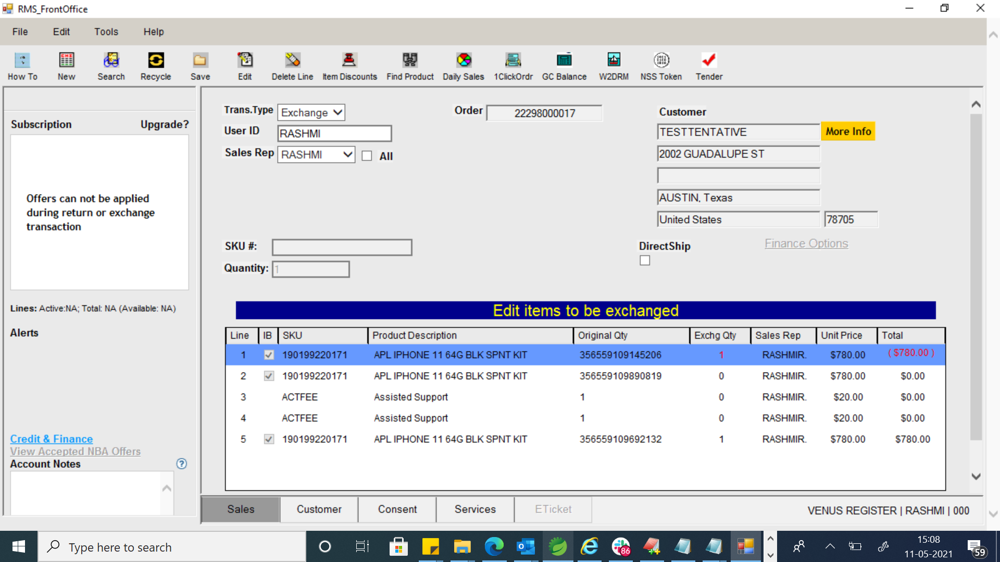 RMS_FrontOffice
File Edit Tools Help
How To New Search Recycle Save Edit Delete Line Item Discounts Find Product Daily Sales 1ClickOrdr GC Balance W2DRM NSS Token Tender
Subscription Upgrade?
Offers can not be applied
during return or exchange
transaction
Lines: Active:NA; Total: NA (Available: NA)
Alerts
Credit & Finance
View Accepted NBA Offers
Account Notes ?
Trans.Type Exchange
User ID RASHMI
Sales Rep RASHMI All
Order 22298000017
Customer
TESTTENTATIVE More Info
2002 GUADALUPE ST
AUSTIN, Texas
United States 78705
SKU #:
Quantity: 1
DirectShip
Finance Options
Edit items to be exchanged
Line IB SKU Product Description Original Qty Exchg Qty Sales Rep Unit Price Total
1 190199220171 APL IPHONE 11 64G BLK SPNT KIT 356559109145206 1 RASHMIR. $780.00 ( $780.00 )
2 190199220171 APL IPHONE 11 64G BLK SPNT KIT 356559109890819 0 RASHMIR. $780.00 $0.00
3 ACTFEE Assisted Support 1 0 RASHMIR. $20.00 $0.00
4 ACTFEE Assisted Support 1 0 RASHMIR. $20.00 $0.00
5 190199220171 APL IPHONE 11 64G BLK SPNT KIT 356559109692132 1 RASHMIR. $780.00 $780.00
Sales Customer Consent Services ETicket
VENUS REGISTER | RASHMI | 000
Type here to search
86
15:08
11-05-2021
59